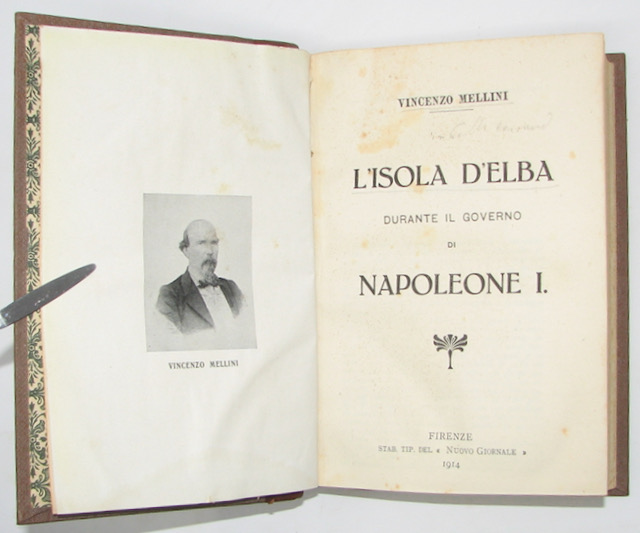 VINCENZO MELLINI
VINCENZO MELLINI
L'ISOLA D'ELBA
DURANTE IL GOVERNO
DI
NAPOLEONE I.
FIRENZE
STAB. TIP. DEL « NUOVO GIORNALE »
1914